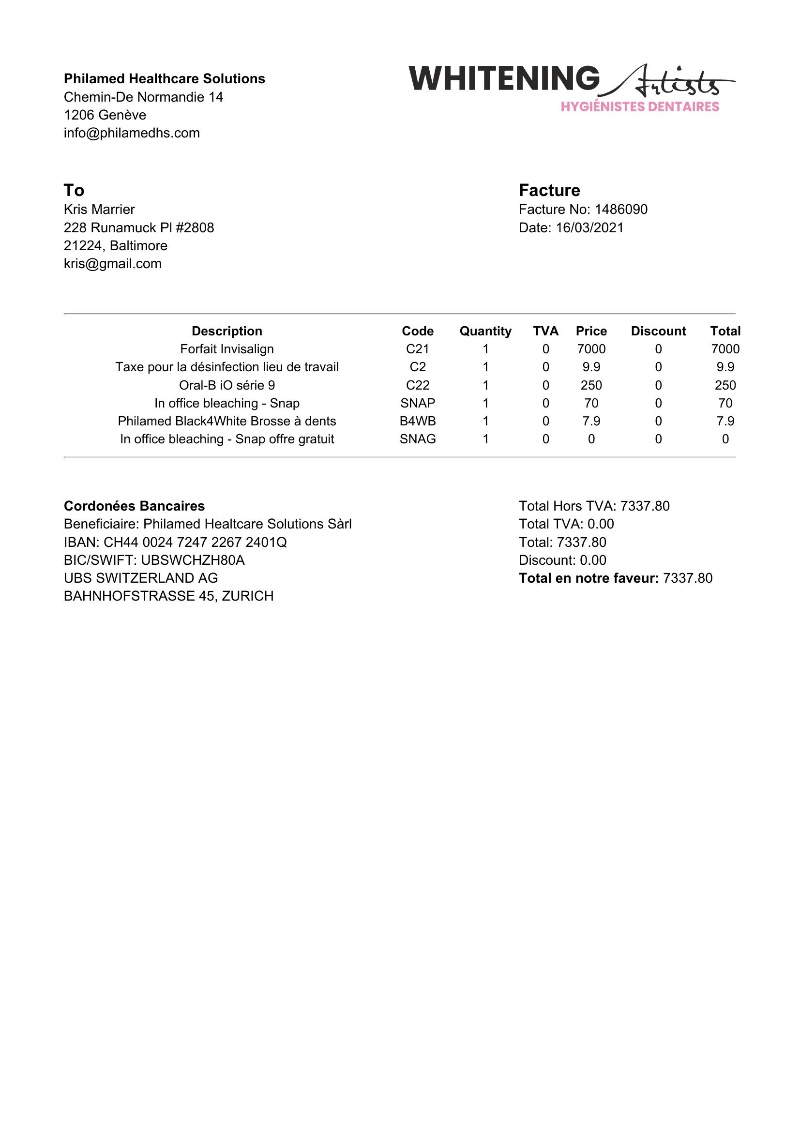 Philamed Healthcare Solutions
Chemin-De Normandie 14
1206 Genève
info@philamedhs.com
WHITENING Artists
HYGIÉNISTES DENTAIRES
To
Kris Marrier
228 Runamuck Pl #2808
21224, Baltimore
kris@gmail.com
Facture
Facture No: 1486090
Date: 16/03/2021
Description Code Quantity TVA Price Discount Total
Forfait Invisalign C21 1 0 7000 0 7000
Taxe pour la désinfection lieu de travail C2 1 0 9.9 0 9.9
Oral-B iO série 9 C22 1 0 250 0 250
In office bleaching - Snap SNAP 1 0 70 0 70
Philamed Black4White Brosse à dents B4WB 1 0 7.9 0 7.9
In office bleaching - Snap offre gratuit SNAG 1 0 0 0 0
Cordonées Bancaires
Beneficiaire: Philamed Healtcare Solutions Sàrl
IBAN: CH44 0024 7247 2267 2401Q
BIC/SWIFT: UBSWCHZH80A
UBS SWITZERLAND AG
BAHNHOFSTRASSE 45, ZURICH
Total Hors TVA: 7337.80
Total TVA: 0.00
Total: 7337.80
Discount: 0.00
Total en notre faveur: 7337.80